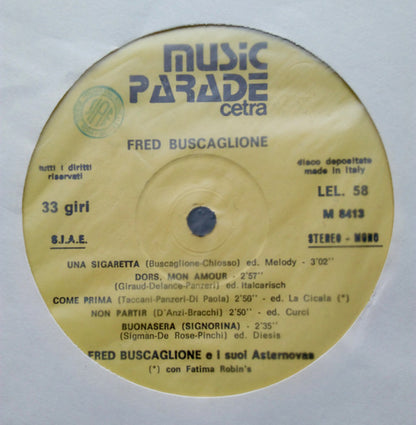 MUSIC
PARADE
cetra
FRED BUSCAGLIONE
tutti i diritti
riservati
disco depositato
made in Italy
33 giri
LEL. 58
M 8413
S.I.A.E.
STEREO - MONO
UNA SIGARETTA (Buscaglione-Chiosso) ed. Melody - 3'02"
DORS, MON AMOUR - 2'57"
(Giraud-Delance-Panzeri) ed. Italcarisch
COME PRIMA (Taccani-Panzeri-Di Paola) 2'56" - ed. La Cicala (*)
NON PARTIR (D'Anzi-Bracchi) 2'50" - ed. Curci
BUONASERA (SIGNORINA) - 2'35"
(Sigman-De Rose-Pinchi) ed. Diesis
FRED BUSCAGLIONE e i suoi Asternovas
(*) con Fatima Robin's